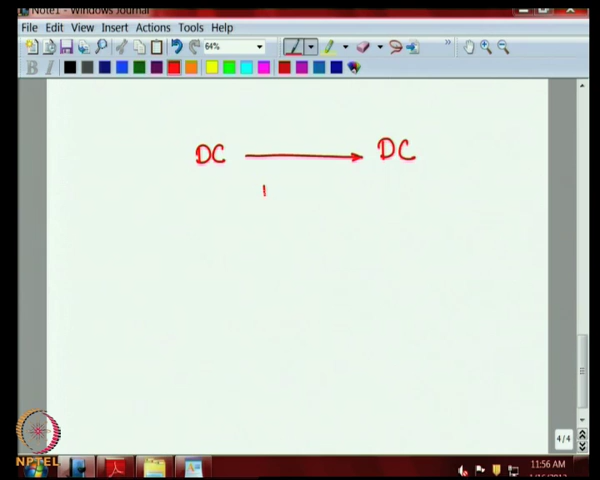 Note1 - Windows Journal
File Edit View Insert Actions Tools Help
64%
B I
DC → DC
4/4
NPTEL
11:56 AM